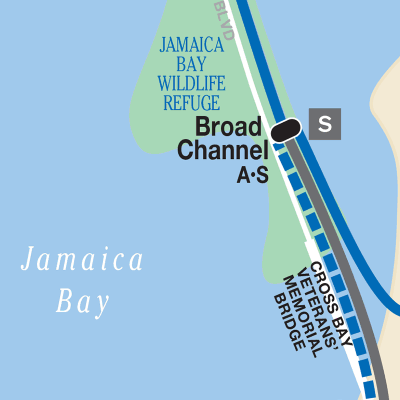 BLVD
JAMAICA
BAY
WILDLIFE
REFUGE
Broad
Channel
A•S
S
Jamaica
Bay
CROSS BAY
VETERANS'
MEMORIAL
BRIDGE